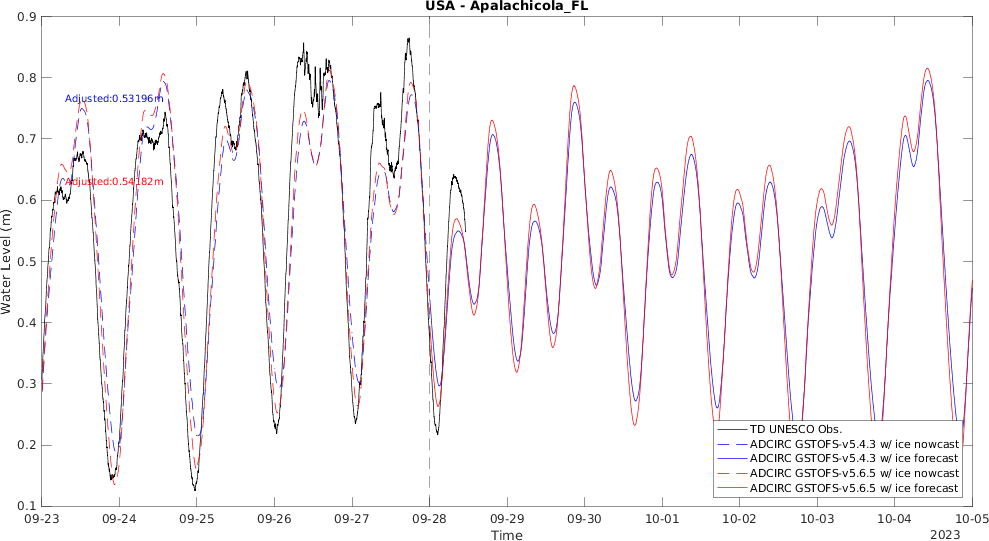 USA - Apalachicola_FL
0.9
0.8
Adjusted:0.53196m
0.7
Adjusted:0.54182m
0.6
0.5
0.4
0.3
0.2
0.1
Water Level (m)
TD UNESCO Obs.
ADCIRC GSTOFS-v5.4.3 w/ ice nowcast
ADCIRC GSTOFS-v5.4.3 w/ ice forecast
ADCIRC GSTOFS-v5.6.5 w/ ice nowcast
ADCIRC GSTOFS-v5.6.5 w/ ice forecast
09-23 09-24 09-25 09-26 09-27 09-28 09-29 09-30 10-01 10-02 10-03 10-04 10-05
Time
2023